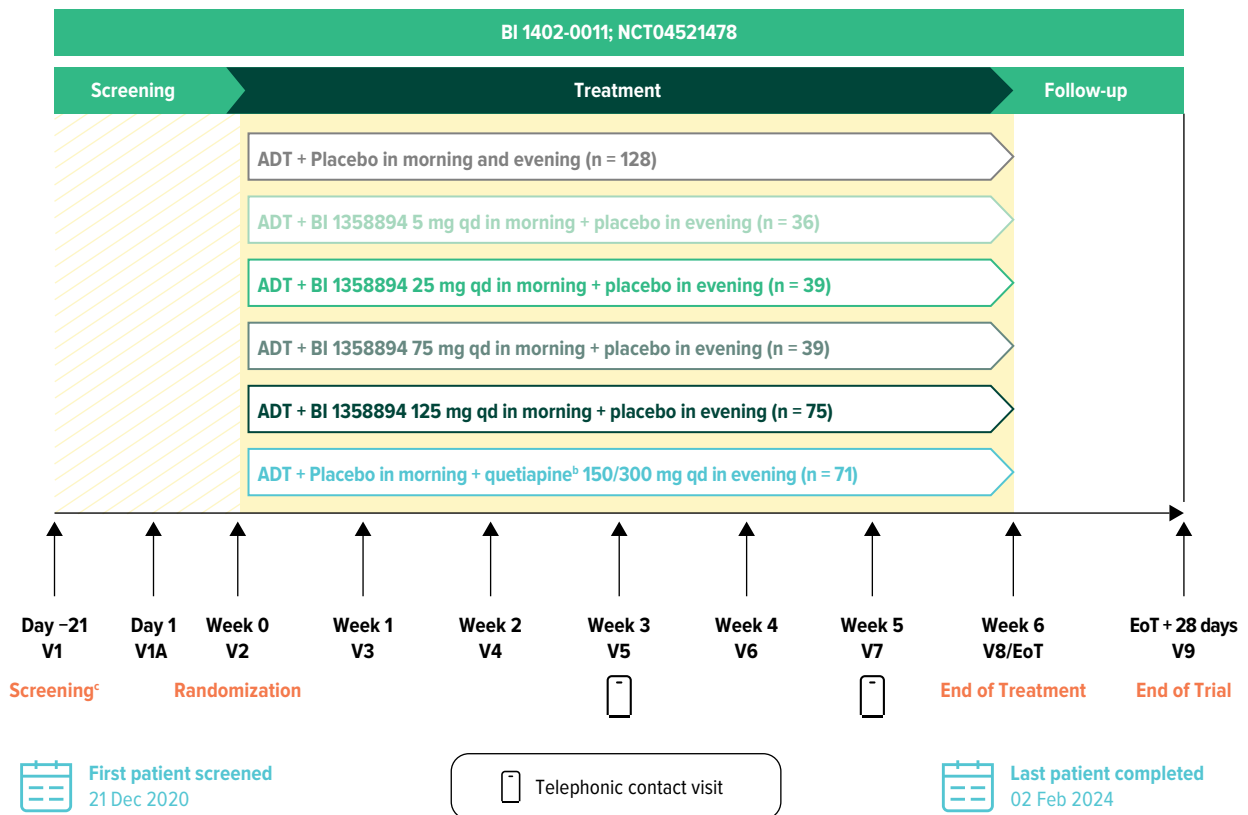 BI 1402-0011; NCT04521478
Screening
Treatment
Follow-up
ADT + Placebo in morning and evening (n = 128)
ADT + BI 1358894 5 mg qd in morning + placebo in evening (n = 36)
ADT + BI 1358894 25 mg qd in morning + placebo in evening (n = 39)
ADT + BI 1358894 75 mg qd in morning + placebo in evening (n = 39)
ADT + BI 1358894 125 mg qd in morning + placebo in evening (n = 75)
ADT + Placebo in morning + quetiapineᵇ 150/300 mg qd in evening (n = 71)
Day −21
V1
Screeningᶜ
Day 1
V1A
Week 0
V2
Randomization
Week 1
V3
Week 2
V4
Week 3
V5
Week 4
V6
Week 5
V7
Week 6
V8/EoT
End of Treatment
EoT + 28 days
V9
End of Trial
First patient screened
21 Dec 2020
Telephonic contact visit
Last patient completed
02 Feb 2024